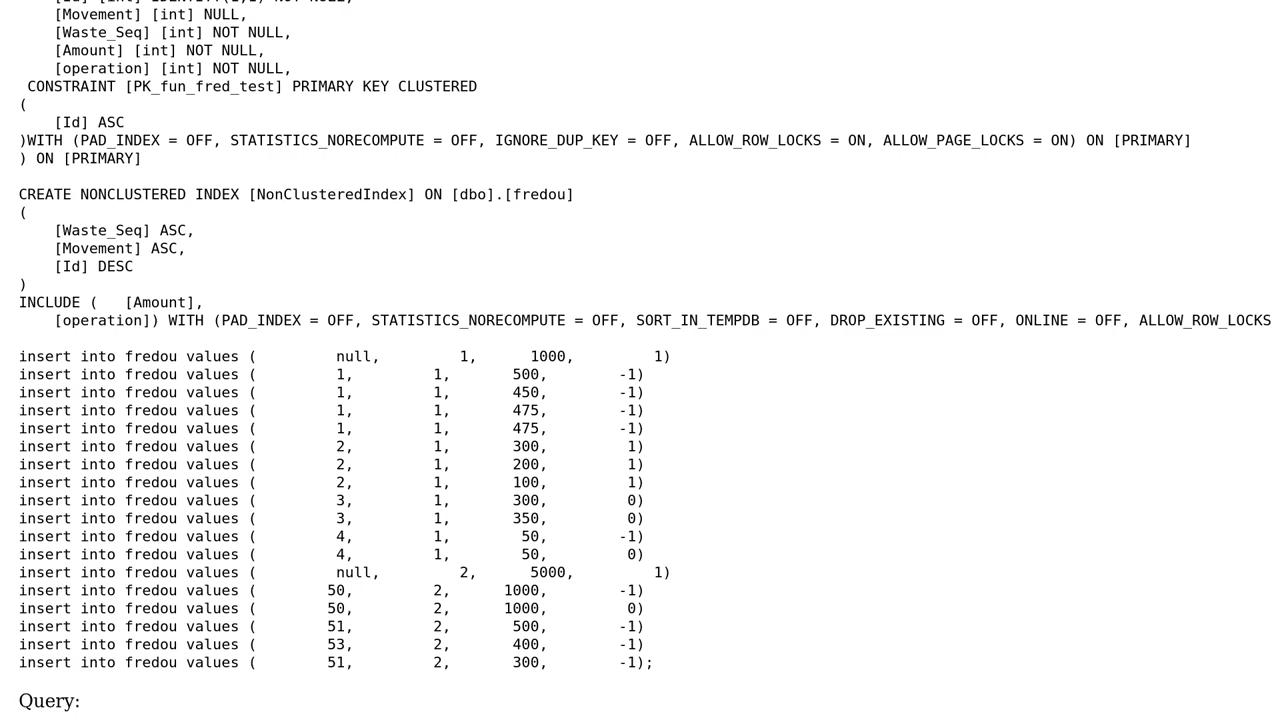 [Id] [int] IDENTITY(1,1) NOT NULL,
    [Movement] [int] NULL,
    [Waste_Seq] [int] NOT NULL,
    [Amount] [int] NOT NULL,
    [operation] [int] NOT NULL,
 CONSTRAINT [PK_fun_fred_test] PRIMARY KEY CLUSTERED
(
    [Id] ASC
)WITH (PAD_INDEX = OFF, STATISTICS_NORECOMPUTE = OFF, IGNORE_DUP_KEY = OFF, ALLOW_ROW_LOCKS = ON, ALLOW_PAGE_LOCKS = ON) ON [PRIMARY]
) ON [PRIMARY]

CREATE NONCLUSTERED INDEX [NonClusteredIndex] ON [dbo].[fredou]
(
    [Waste_Seq] ASC,
    [Movement] ASC,
    [Id] DESC
)
INCLUDE (   [Amount],
    [operation]) WITH (PAD_INDEX = OFF, STATISTICS_NORECOMPUTE = OFF, SORT_IN_TEMPDB = OFF, DROP_EXISTING = OFF, ONLINE = OFF, ALLOW_ROW_LOCKS

insert into fredou values (         null,         1,      1000,         1)
insert into fredou values (         1,         1,       500,        -1)
insert into fredou values (         1,         1,       450,        -1)
insert into fredou values (         1,         1,       475,        -1)
insert into fredou values (         1,         1,       475,        -1)
insert into fredou values (         2,         1,       300,         1)
insert into fredou values (         2,         1,       200,         1)
insert into fredou values (         2,         1,       100,         1)
insert into fredou values (         3,         1,       300,         0)
insert into fredou values (         3,         1,       350,         0)
insert into fredou values (         4,         1,        50,        -1)
insert into fredou values (         4,         1,        50,         0)
insert into fredou values (         null,         2,      5000,         1)
insert into fredou values (        50,         2,      1000,        -1)
insert into fredou values (        50,         2,      1000,         0)
insert into fredou values (        51,         2,       500,        -1)
insert into fredou values (        53,         2,       400,        -1)
insert into fredou values (        51,         2,       300,        -1);

Query: